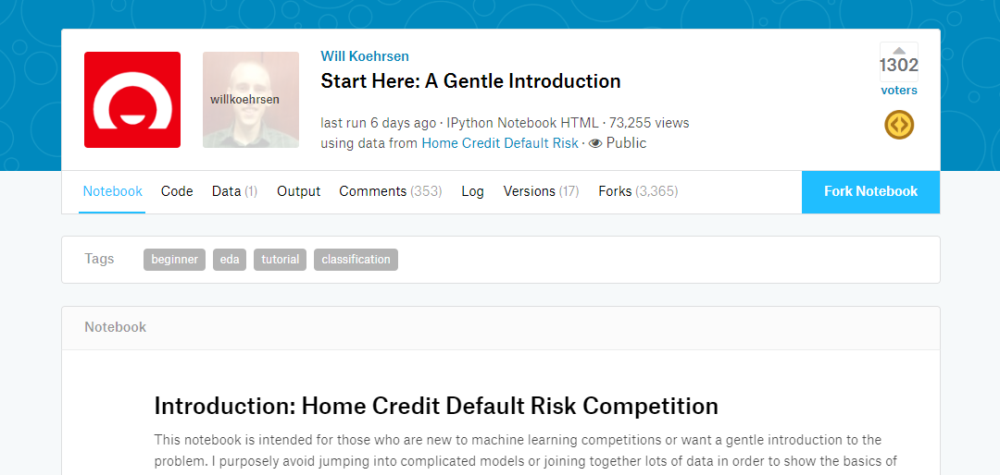 Will Koehrsen
Start Here: A Gentle Introduction
willkoehrsen
last run 6 days ago · IPython Notebook HTML · 73,255 views
using data from Home Credit Default Risk · Public
1302
voters
Notebook Code Data (1) Output Comments (353) Log Versions (17) Forks (3,365) Fork Notebook
Tags beginner eda tutorial classification
Notebook
Introduction: Home Credit Default Risk Competition
This notebook is intended for those who are new to machine learning competitions or want a gentle introduction to the
problem. I purposely avoid jumping into complicated models or joining together lots of data in order to show the basics of